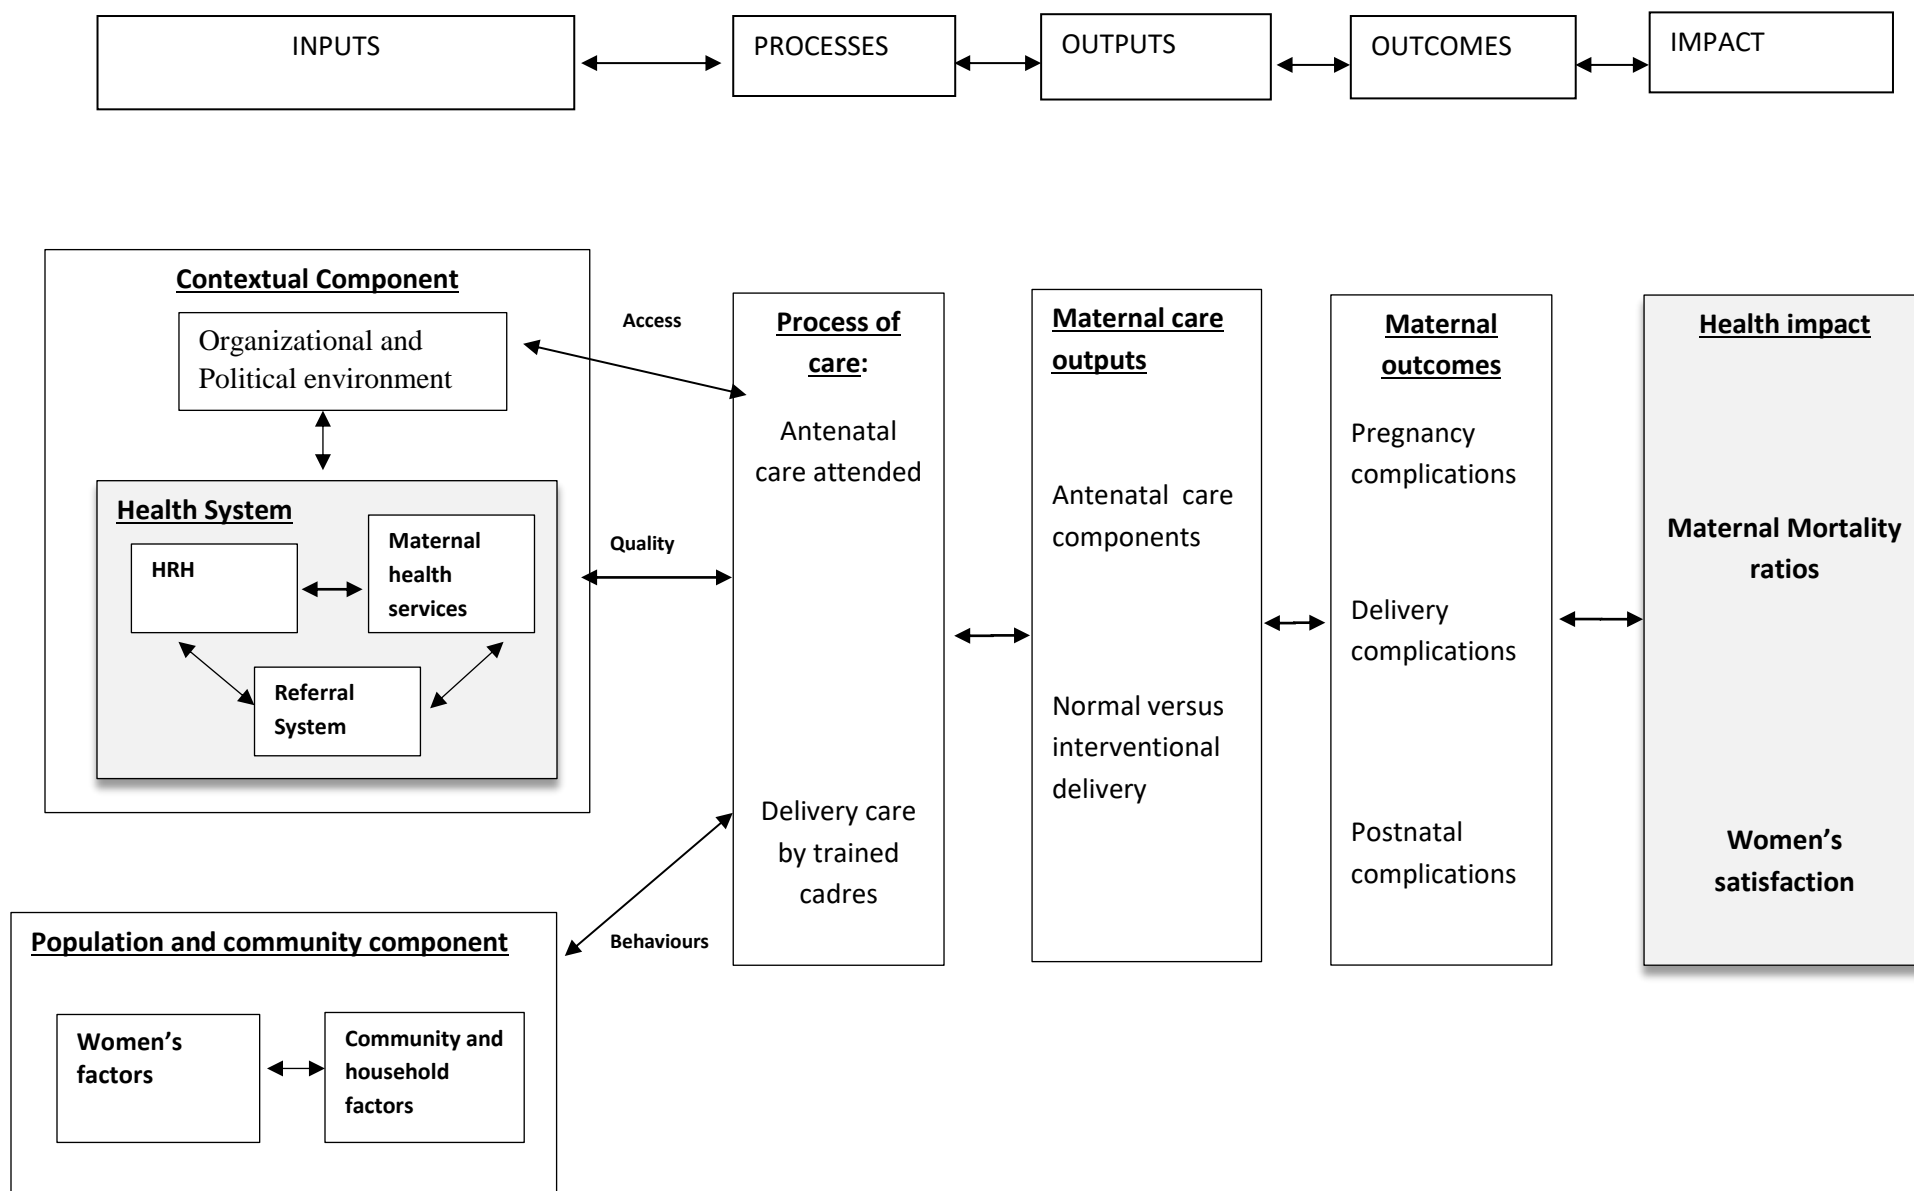 INPUTS
PROCESSES
OUTPUTS
OUTCOMES
IMPACT
Contextual Component
Organizational and
Political environment
Health System
HRH
Maternal
health
services
Referral
System
Access
Quality
Behaviours
Population and community component
Women’s
factors
Community and
household
factors
Process of
care:
Antenatal
care attended
Delivery care
by trained
cadres
Maternal care
outputs
Antenatal care
components
Normal versus
interventional
delivery
Maternal
outcomes
Pregnancy
complications
Delivery
complications
Postnatal
complications
Health impact
Maternal Mortality
ratios
Women’s
satisfaction